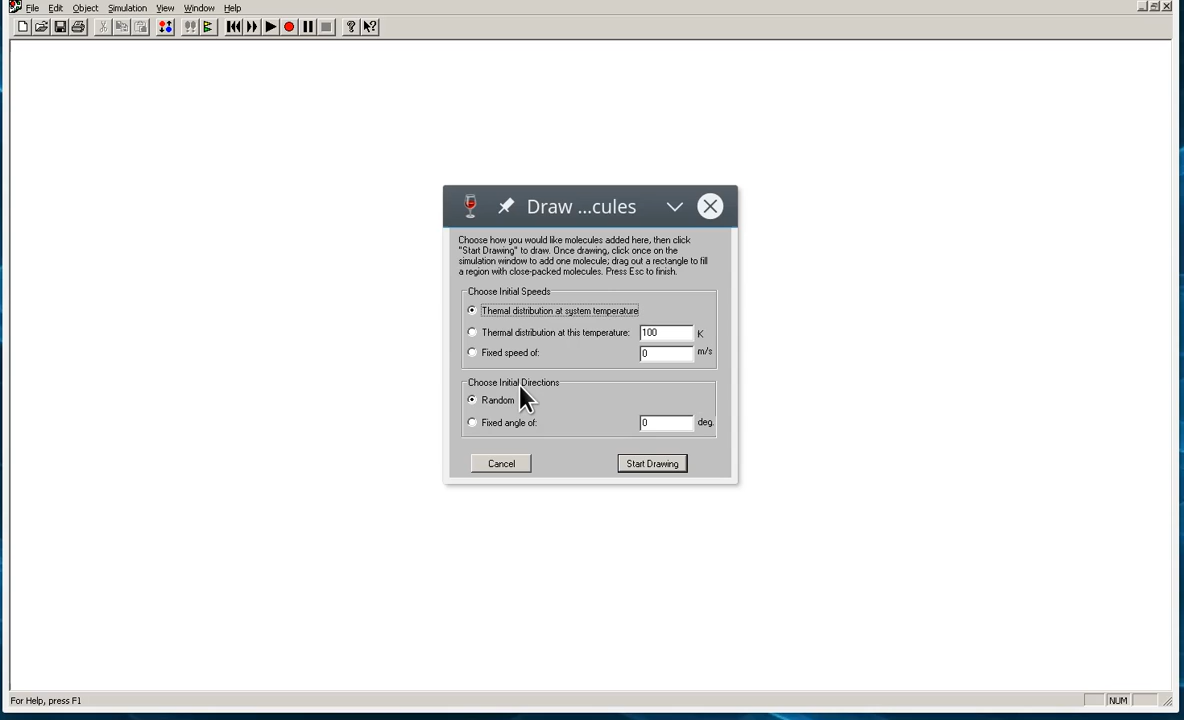 File Edit Object Simulation View Window Help
Draw ...cules
Choose how you would like molecules added here, then click
"Start Drawing" to draw. Once drawing, click once on the
simulation window to add one molecule; drag out a rectangle to fill
a region with close-packed molecules. Press Esc to finish.
Choose Initial Speeds
Themal distribution at system temperature
Thermal distribution at this temperature: 100 K
Fixed speed of: 0 m/s
Choose Initial Directions
Random
Fixed angle of: 0 deg.
Cancel Start Drawing
For Help, press F1 NUM